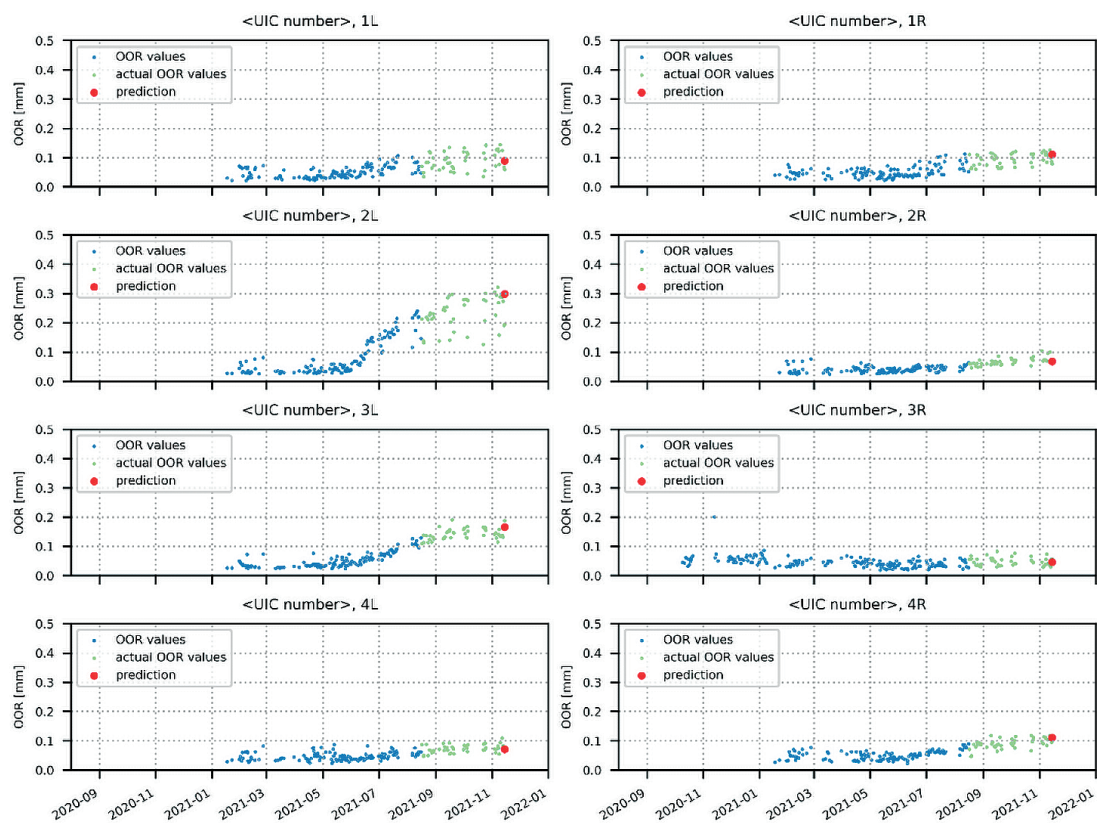 <UIC number>, 1L
OOR [mm]
0.5
0.4
0.3
0.2
0.1
0.0
OOR values
actual OOR values
prediction
<UIC number>, 1R
OOR [mm]
0.5
0.4
0.3
0.2
0.1
0.0
OOR values
actual OOR values
prediction
<UIC number>, 2L
OOR [mm]
0.5
0.4
0.3
0.2
0.1
0.0
OOR values
actual OOR values
prediction
<UIC number>, 2R
OOR [mm]
0.5
0.4
0.3
0.2
0.1
0.0
OOR values
actual OOR values
prediction
<UIC number>, 3L
OOR [mm]
0.5
0.4
0.3
0.2
0.1
0.0
OOR values
actual OOR values
prediction
<UIC number>, 3R
OOR [mm]
0.5
0.4
0.3
0.2
0.1
0.0
OOR values
actual OOR values
prediction
<UIC number>, 4L
OOR [mm]
0.5
0.4
0.3
0.2
0.1
0.0
OOR values
actual OOR values
prediction
2020-09
2020-11
2021-01
2021-03
2021-05
2021-07
2021-09
2021-11
2022-01
<UIC number>, 4R
OOR [mm]
0.5
0.4
0.3
0.2
0.1
0.0
OOR values
actual OOR values
prediction
2020-09
2020-11
2021-01
2021-03
2021-05
2021-07
2021-09
2021-11
2022-01